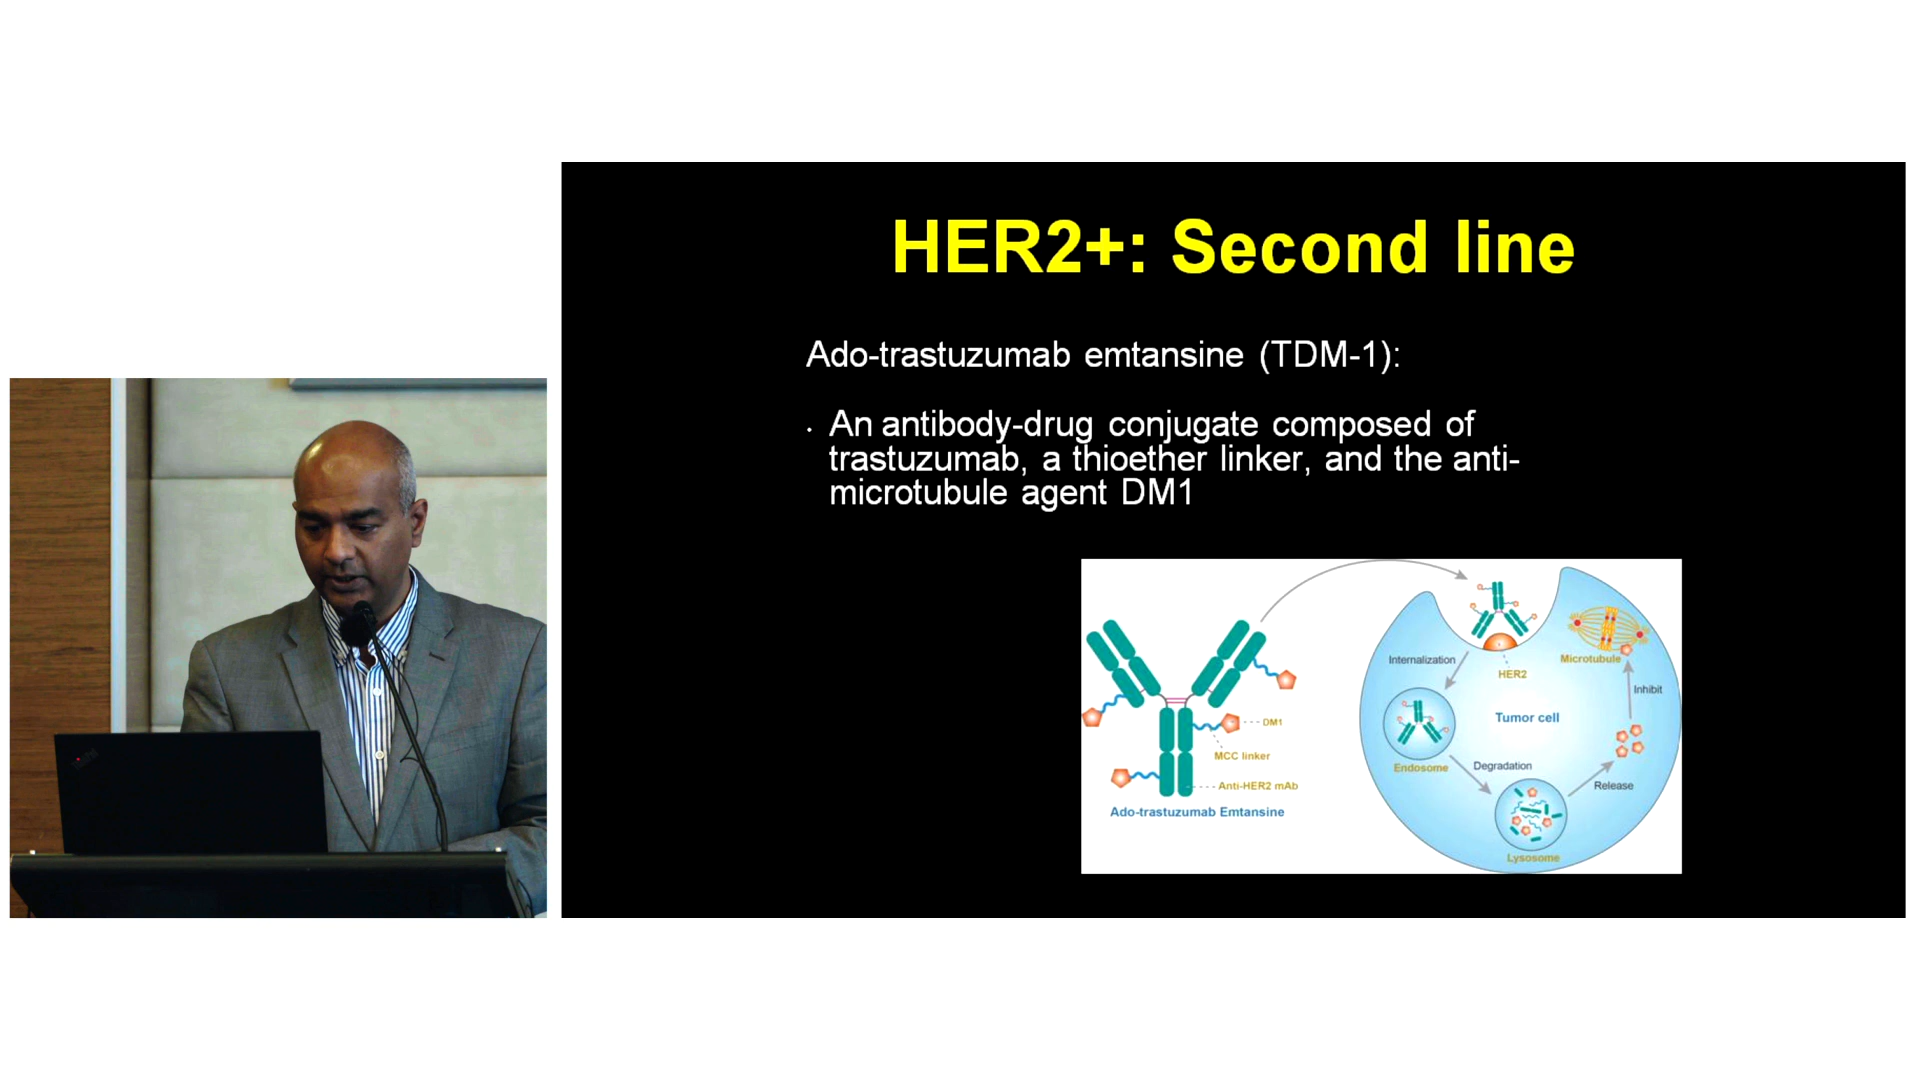 HER2+: Second line
Ado-trastuzumab emtansine (TDM-1):
· An antibody-drug conjugate composed of
trastuzumab, a thioether linker, and the anti-
microtubule agent DM1
DM1
MCC linker
Anti-HER2 mAb
Ado-trastuzumab Emtansine
Internalization
HER2
Microtubule
Inhibit
Tumor cell
Endosome
Degradation
Release
Lysosome
ThinkPad